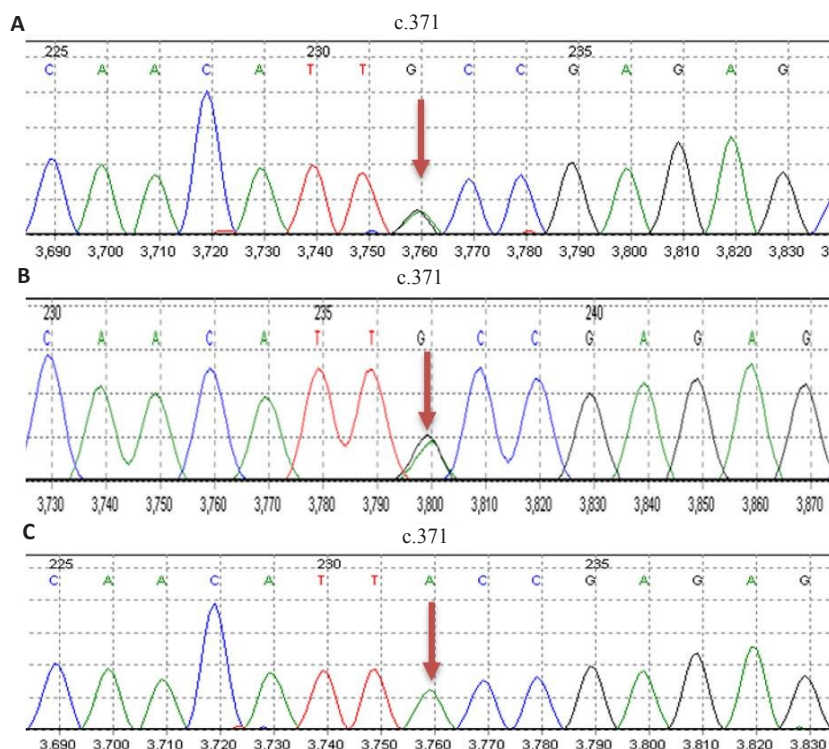 A
c.371
225 230 235
C A A C A T T G C C G A G A G
3,690 3,700 3,710 3,720 3,730 3,740 3,750 3,760 3,770 3,780 3,790 3,800 3,810 3,820 3,830 3,8
B
c.371
230 235 240
C A A C A T T G C C G A G A G
3,730 3,740 3,750 3,760 3,770 3,780 3,790 3,800 3,810 3,820 3,830 3,840 3,850 3,860 3,870
C
c.371
225 230 235
C A A C A T T A C C G A G A G
3,690 3,700 3,710 3,720 3,730 3,740 3,750 3,760 3,770 3,780 3,790 3,800 3,810 3,820 3,830